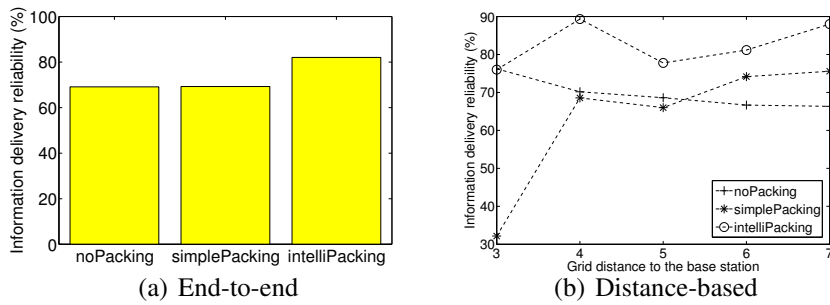 Information delivery reliability (%)
100
80
60
40
20
0
noPacking simplePacking intelliPacking
(a) End-to-end
Information delivery reliability (%)
90
80
70
60
50
40
30
noPacking
simplePacking
intelliPacking
3 4 5 6 7
Grid distance to the base station
(b) Distance-based